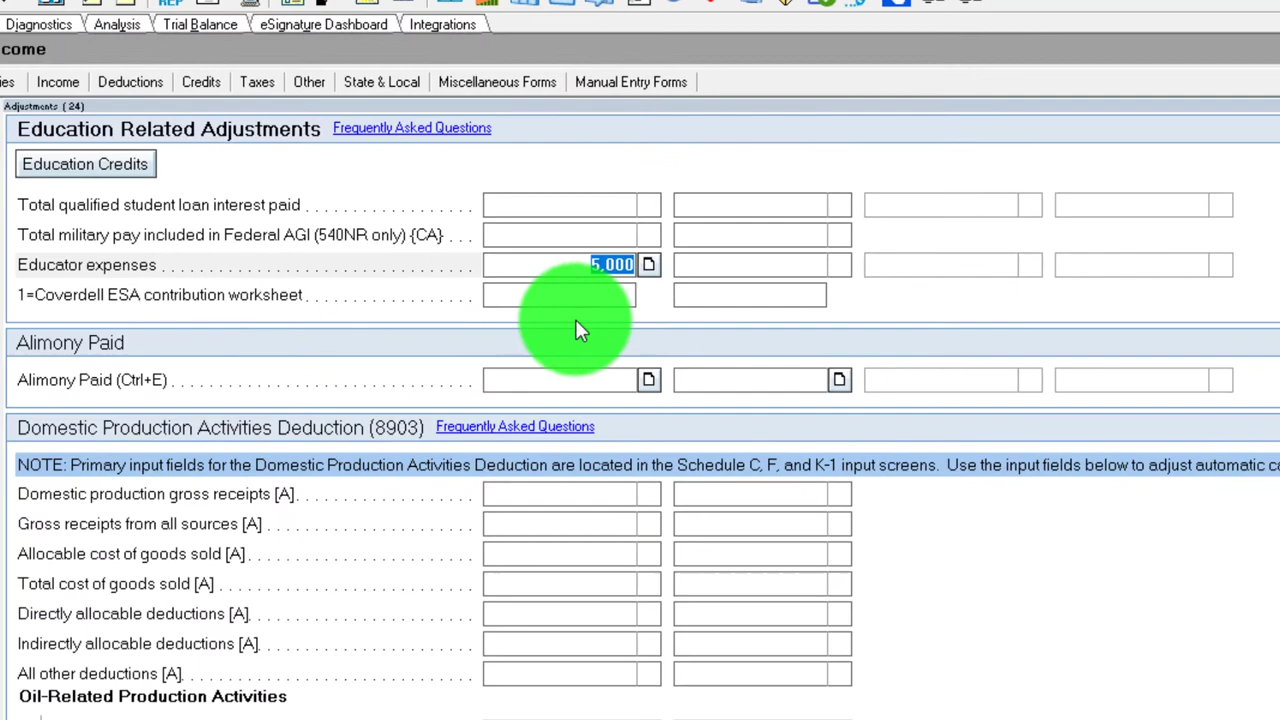 Diagnostics Analysis Trial Balance eSignature Dashboard Integrations
come
ies Income Deductions Credits Taxes Other State & Local Miscellaneous Forms Manual Entry Forms
Adjustments (24)
Education Related Adjustments Frequently Asked Questions
Education Credits
Total qualified student loan interest paid
Total military pay included in Federal AGI (540NR only) {CA}
Educator expenses 5,000
1=Coverdell ESA contribution worksheet
Alimony Paid
Alimony Paid (Ctrl+E)
Domestic Production Activities Deduction (8903) Frequently Asked Questions
NOTE: Primary input fields for the Domestic Production Activities Deduction are located in the Schedule C, F, and K-1 input screens. Use the input fields below to adjust automatic co
Domestic production gross receipts [A]
Gross receipts from all sources [A]
Allocable cost of goods sold [A]
Total cost of goods sold [A]
Directly allocable deductions [A]
Indirectly allocable deductions [A]
All other deductions [A]
Oil-Related Production Activities